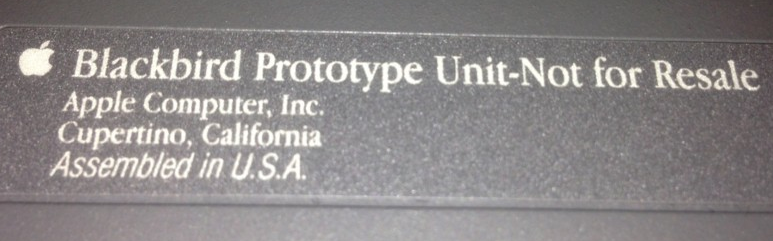 Blackbird Prototype Unit-Not for Resale
Apple Computer, Inc.
Cupertino, California
Assembled in U.S.A.